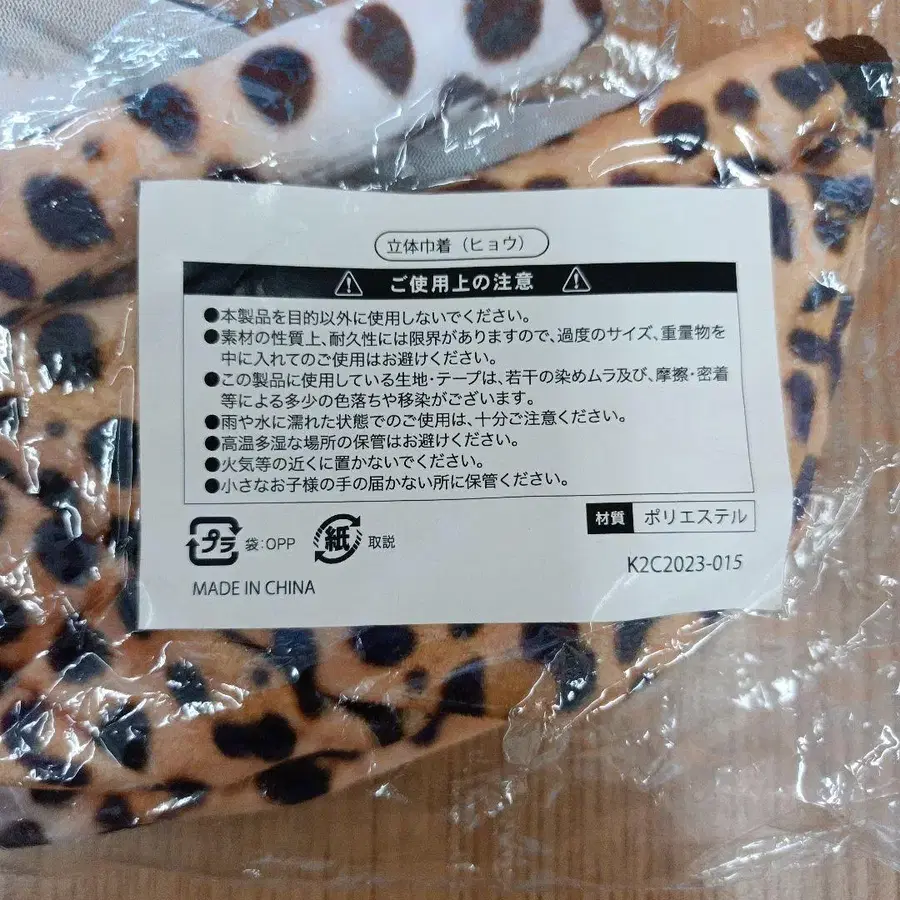 立体巾着（ヒョウ）
ご使用上の注意
●本製品を目的以外に使用しないでください。
●素材の性質上、耐久性には限界がありますので、過度のサイズ、重量物を
中に入れてのご使用はお避けください。
●この製品に使用している生地・テープは、若干の染めムラ及び、摩擦・密着
等による多少の色落ちや移染がございます。
●雨や水に濡れた状態でのご使用は、十分ご注意ください。
●高温多湿な場所の保管はお避けください。
●火気等の近くに置かないでください。
●小さなお子様の手の届かない所に保管ください。
材質 ポリエステル
プラ 袋：OPP 紙 取説
K2C2023-015
MADE IN CHINA